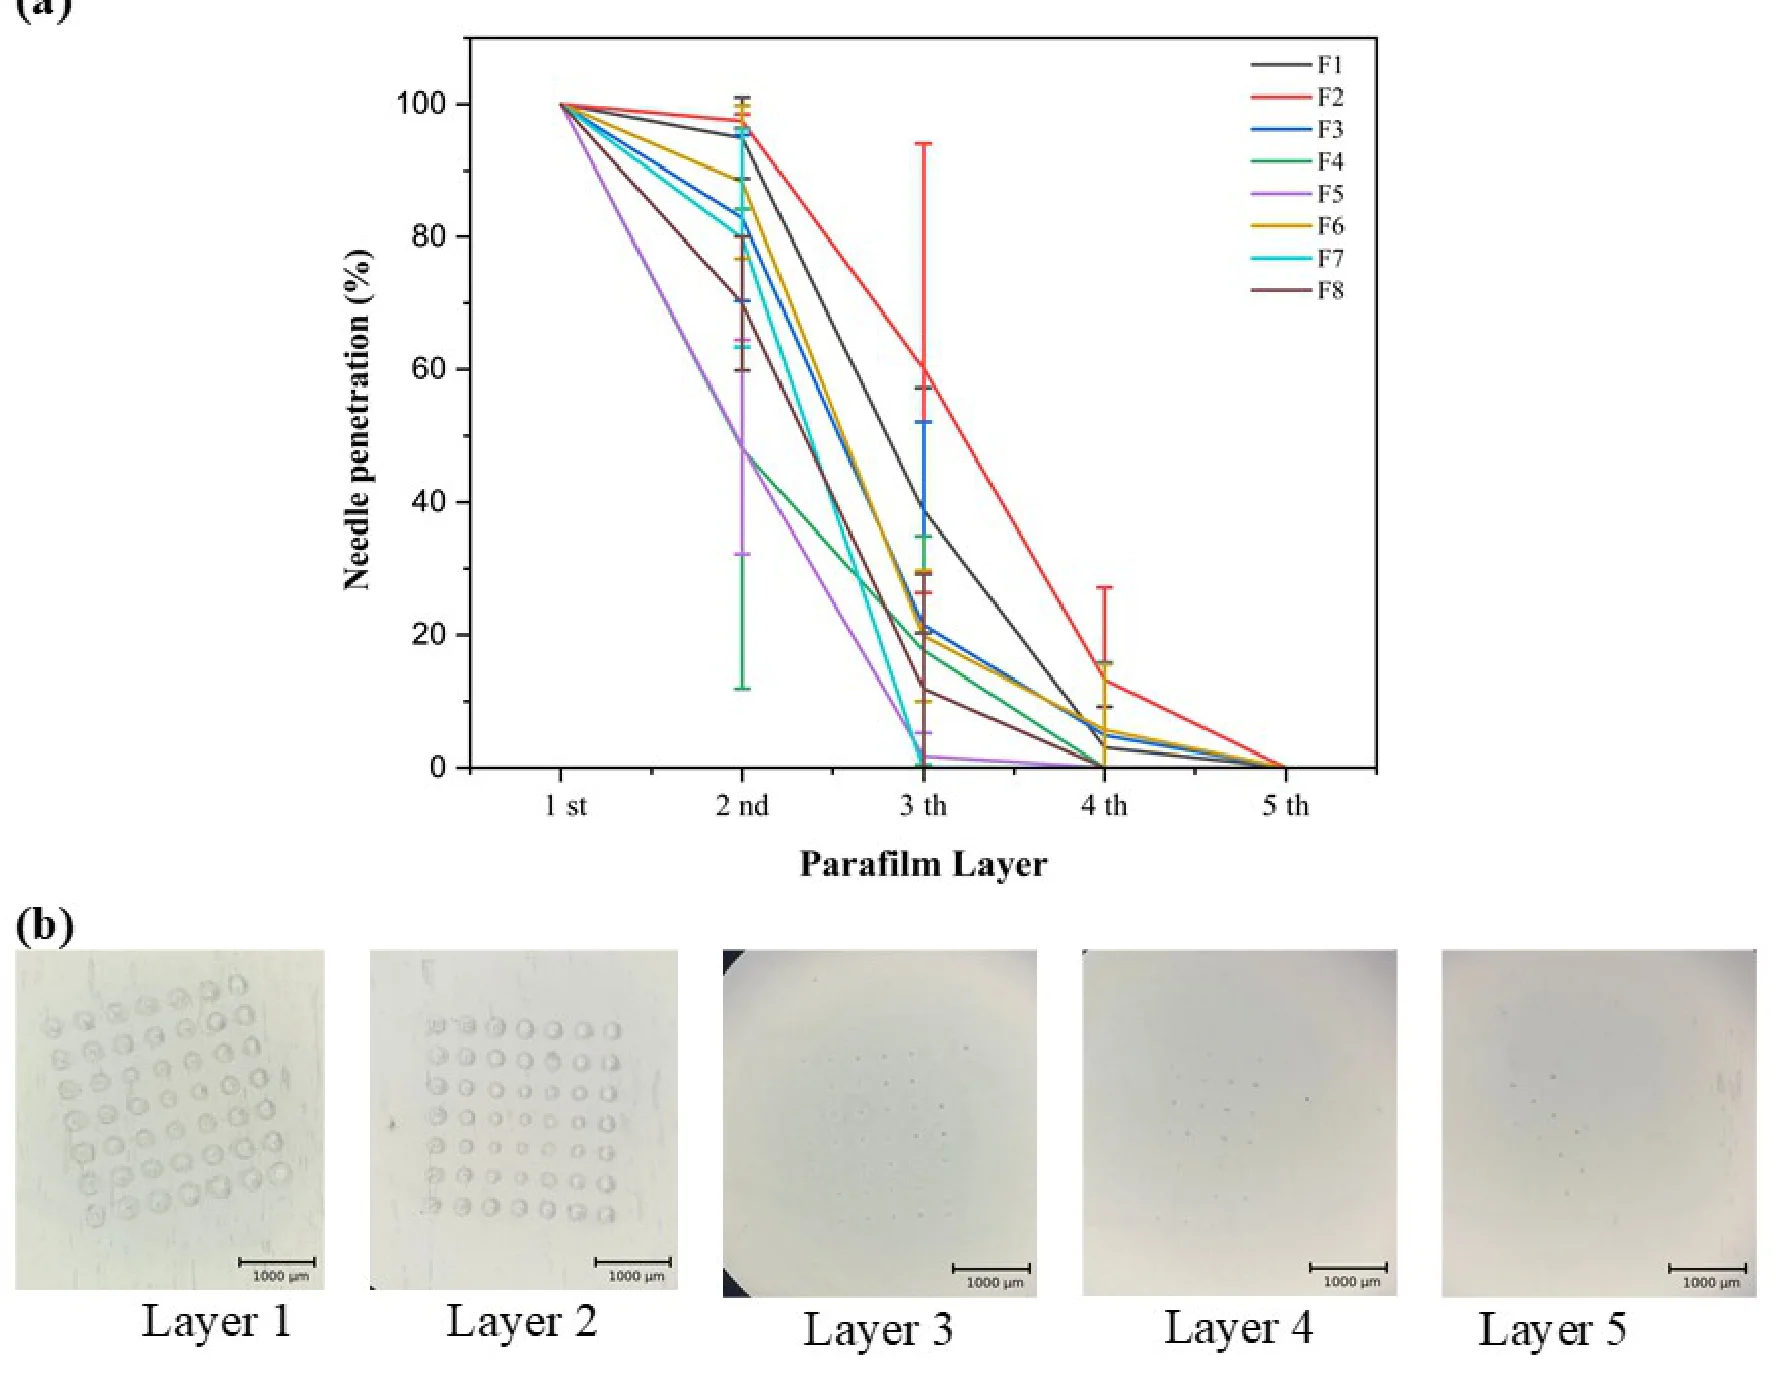 (a)
F1
F2
F3
F4
F5
F6
F7
F8
100
80
60
40
20
0
Needle penetration (%)
1 st
2 nd
3 th
4 th
5 th
Parafilm Layer
(b)
1000 µm
1000 µm
1000 µm
1000 µm
1000 µm
Layer 1
Layer 2
Layer 3
Layer 4
Layer 5